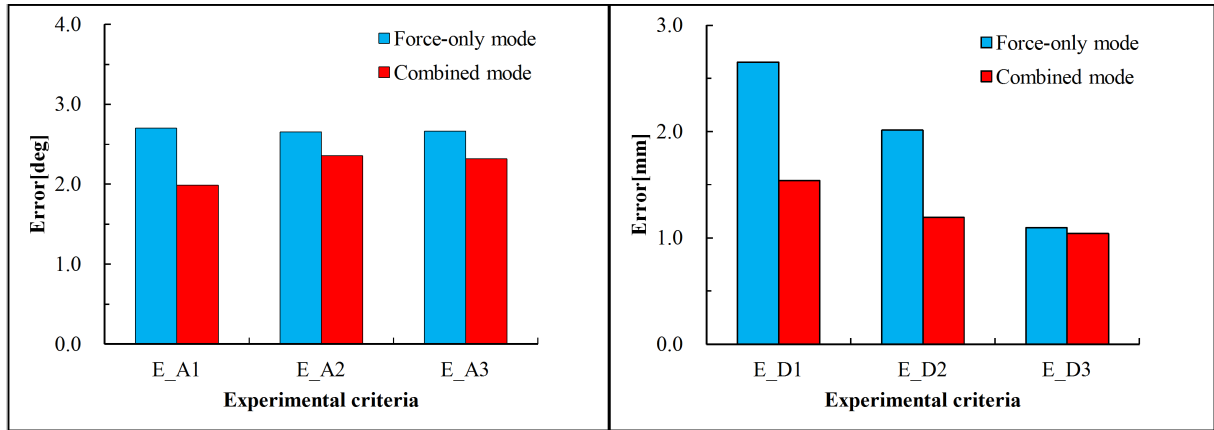 4.0
3.0
2.0
1.0
0.0
Error[deg]
Force-only mode
Combined mode
E_A1
E_A2
E_A3
Experimental criteria
3.0
2.0
1.0
0.0
Error[mm]
Force-only mode
Combined mode
E_D1
E_D2
E_D3
Experimental criteria